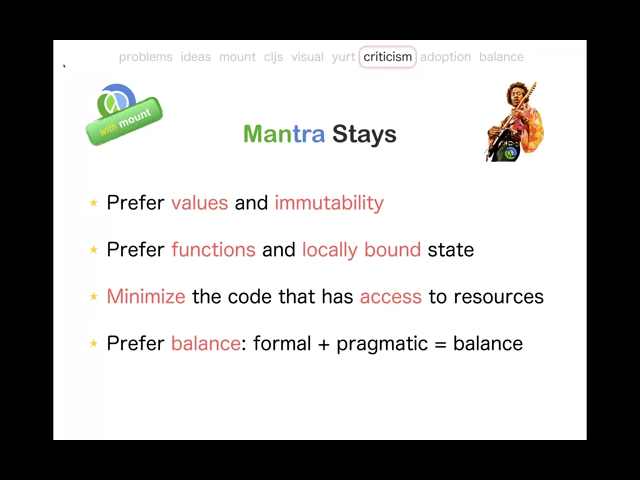 problems ideas mount cljs visual yurt criticism adoption balance
with mount
Mantra Stays
Prefer values and immutability
Prefer functions and locally bound state
Minimize the code that has access to resources
Prefer balance: formal + pragmatic = balance